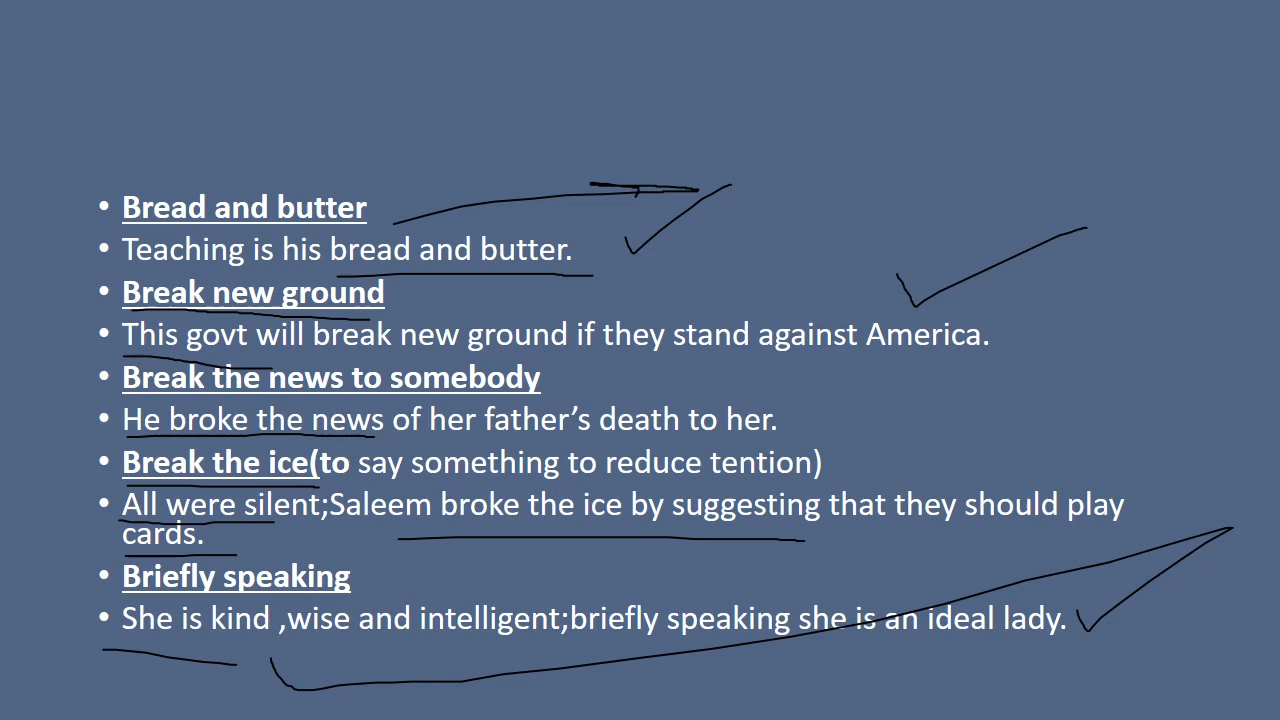 • Bread and butter
• Teaching is his bread and butter.
• Break new ground
• This govt will break new ground if they stand against America.
• Break the news to somebody
• He broke the news of her father’s death to her.
• Break the ice(to say something to reduce tention)
• All were silent;Saleem broke the ice by suggesting that they should play
cards.
• Briefly speaking
• She is kind ,wise and intelligent;briefly speaking she is an ideal lady.